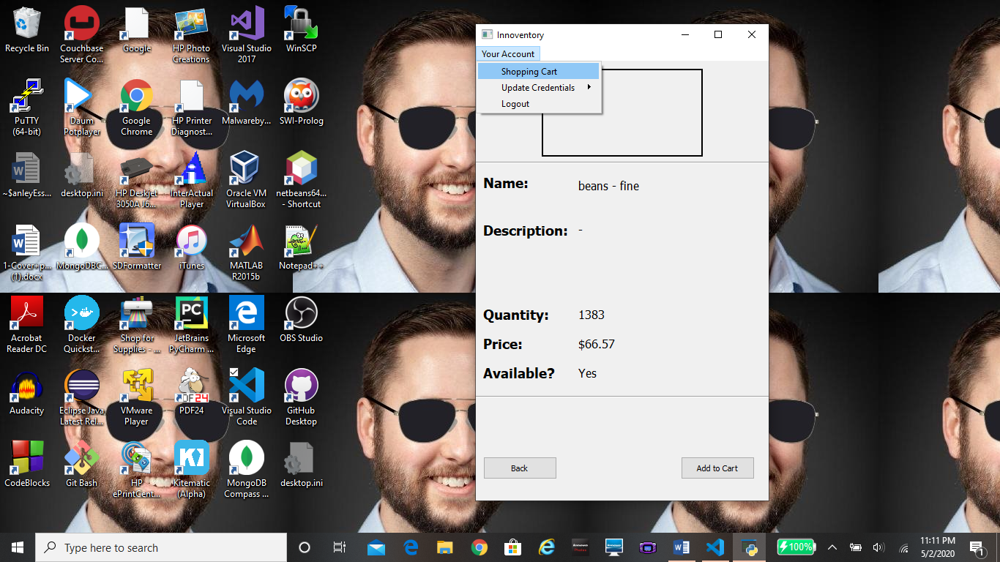 Recycle Bin
Couchbase
Server Co...
Google
HP Photo
Creations
Visual Studio
2017
WinSCP
PuTTY
(64-bit)
Daum
Potplayer
Google
Chrome
HP Printer
Diagnost...
Malwareby...
SWI-Prolog
~$anleyEss...
desktop.ini
HP Deskjet
3050A J6...
InterActual
Player
Oracle VM
VirtualBox
netbeans64...
- Shortcut
1-Cover+p...
(1).docx
MongoDBC...
SDFormatter
iTunes
MATLAB
R2015b
Notepad++
Acrobat
Reader DC
Docker
Quickst...
Shop for
Supplies - ...
PC
JetBrains
PyCharm ...
Microsoft
Edge
OBS Studio
Audacity
Eclipse Java
Latest Rel...
VMware
Player
PDF24
PDF24
Visual Studio
Code
GitHub
Desktop
CodeBlocks
Git Bash
HP
ePrintCent...
Kitematic
(Alpha)
MongoDB
Compass ...
desktop.ini
Innoventory
Your Account
Shopping Cart
Update Credentials
Logout
Name:
beans - fine
Description:
-
Quantity:
1383
Price:
$66.57
Available?
Yes
Back
Add to Cart
Type here to search
100%
11:11 PM
5/2/2020
1